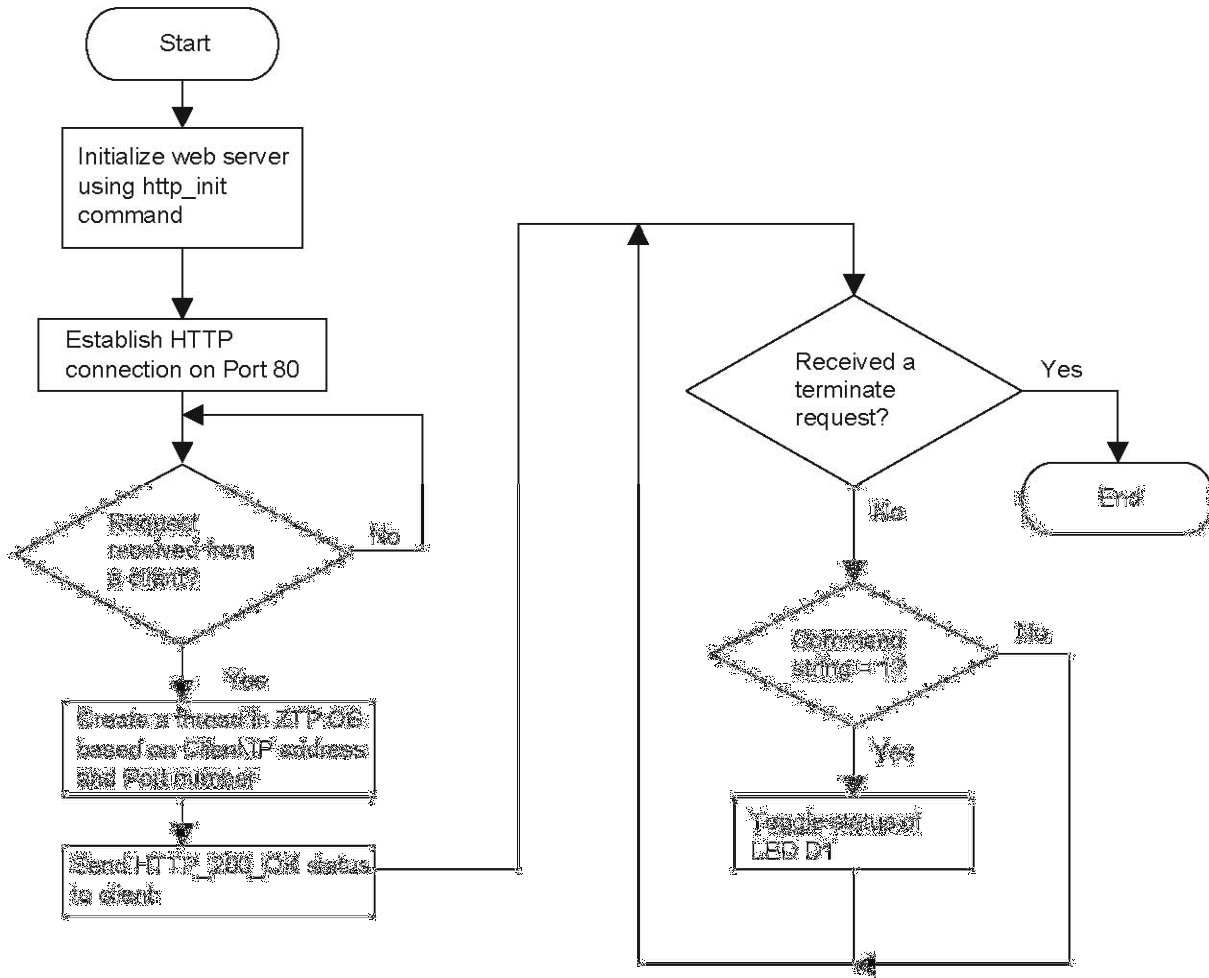 Start
Initialize web server
using http_init
command
Establish HTTP
connection on Port 80
Request
received from
a client?
No
Yes
Create a thread in ZTP.OS
based on Client IP address
and Port number
Send HTTP_200_OK status
to client
Received a
terminate
request?
Yes
End
No
Command
string = 1?
No
Yes
Toggle status of
LED D1